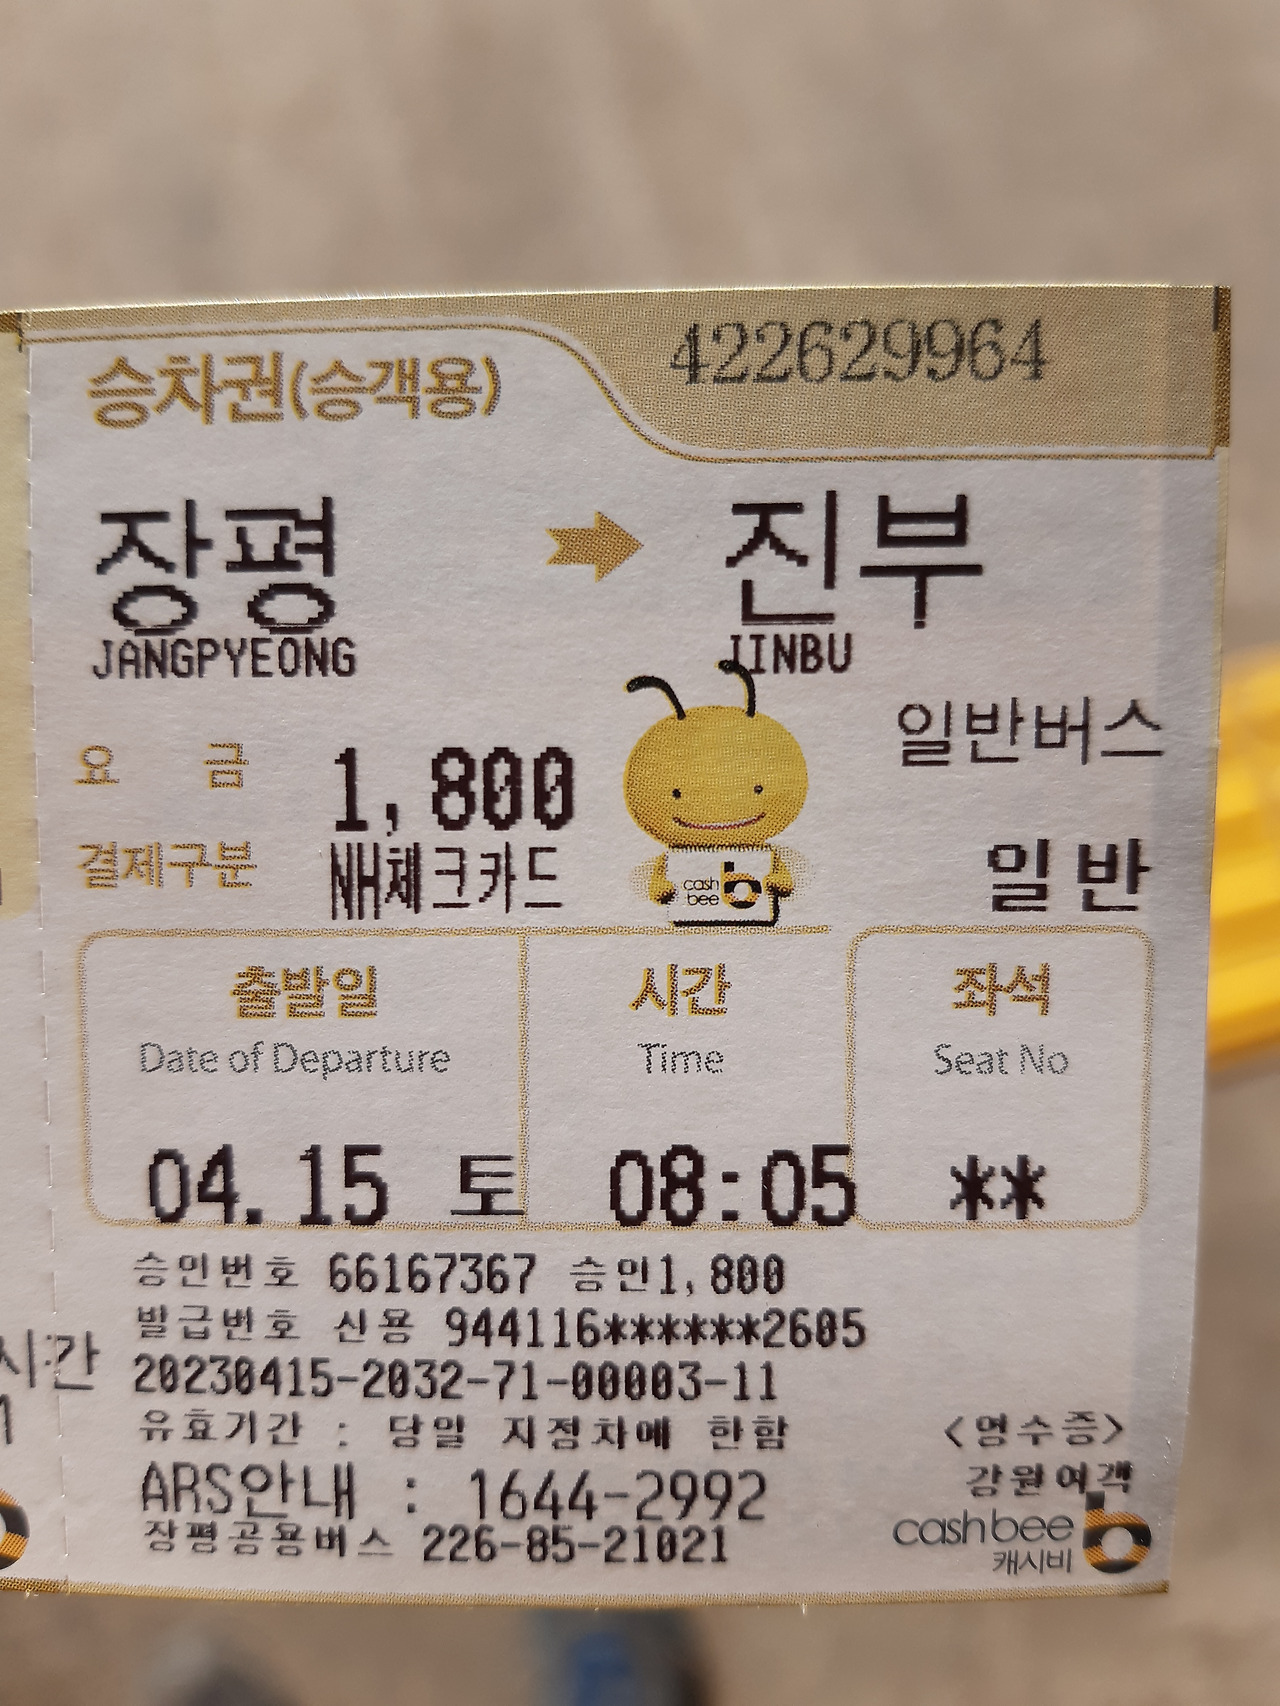 422629964
승차권(승객용)
장평 진부
JANGPYEONG JINBU
일반버스
요 금 1,800
결제구분 NH체크카드 일반
cash
bee b
출발일 시간 좌석
Date of Departure Time Seat No
04.15 토 08:05 **
승인번호 66167367 승인1,800
발급번호 신용 944116******2605
시간
20230415-2032-71-00003-11
유효기간 : 당일 지정차에 한함 <영수증>
ARS안내 : 1644-2992 강원여객
장평공용버스 226-85-21021 cashbee b
캐시비